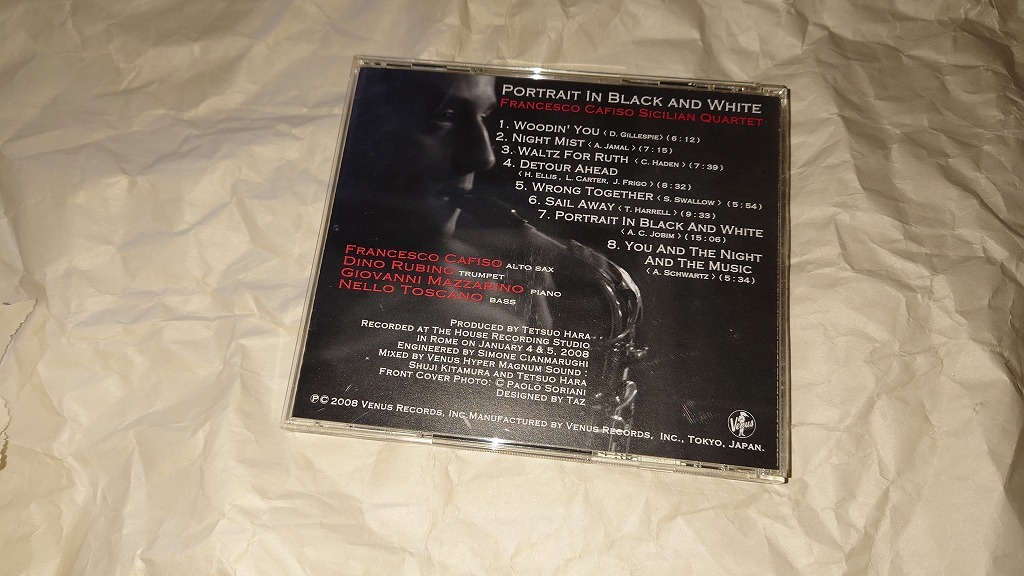 PORTRAIT IN BLACK AND WHITE
FRANCESCO CAFISO SICILIAN QUARTET
1. WOODIN' YOU (D. GILLESPIE) (6:12)
2. NIGHT MIST (A. JAMAL) (7:15)
3. WALTZ FOR RUTH (C. HADEN) (7:39)
4. DETOUR AHEAD
(H. ELLIS, L. CARTER, J. FRIGO) (8:32)
5. WRONG TOGETHER (S. SWALLOW) (5:54)
6. SAIL AWAY (T. HARRELL) (9:33)
7. PORTRAIT IN BLACK AND WHITE
(A. C. JOBIM) (15:06)
8. YOU AND THE NIGHT
AND THE MUSIC
(A. SCHWARTZ) (5:34)
FRANCESCO CAFISO ALTO SAX
DINO RUBINO TRUMPET
GIOVANNI MAZZARINO PIANO
NELLO TOSCANO BASS
PRODUCED BY TETSUO HARA
RECORDED AT THE HOUSE RECORDING STUDIO
IN ROME ON JANUARY 4 & 5, 2008
ENGINEERED BY SIMONE CIANMARUGHI
MIXED BY VENUS HYPER MAGNUM SOUND :
SHUJI KITAMURA AND TETSUO HARA
FRONT COVER PHOTO: © PAOLO SORIANI
DESIGNED BY TAZ
℗© 2008 VENUS RECORDS, INC.MANUFACTURED BY VENUS RECORDS, INC., TOKYO, JAPAN.
Venus